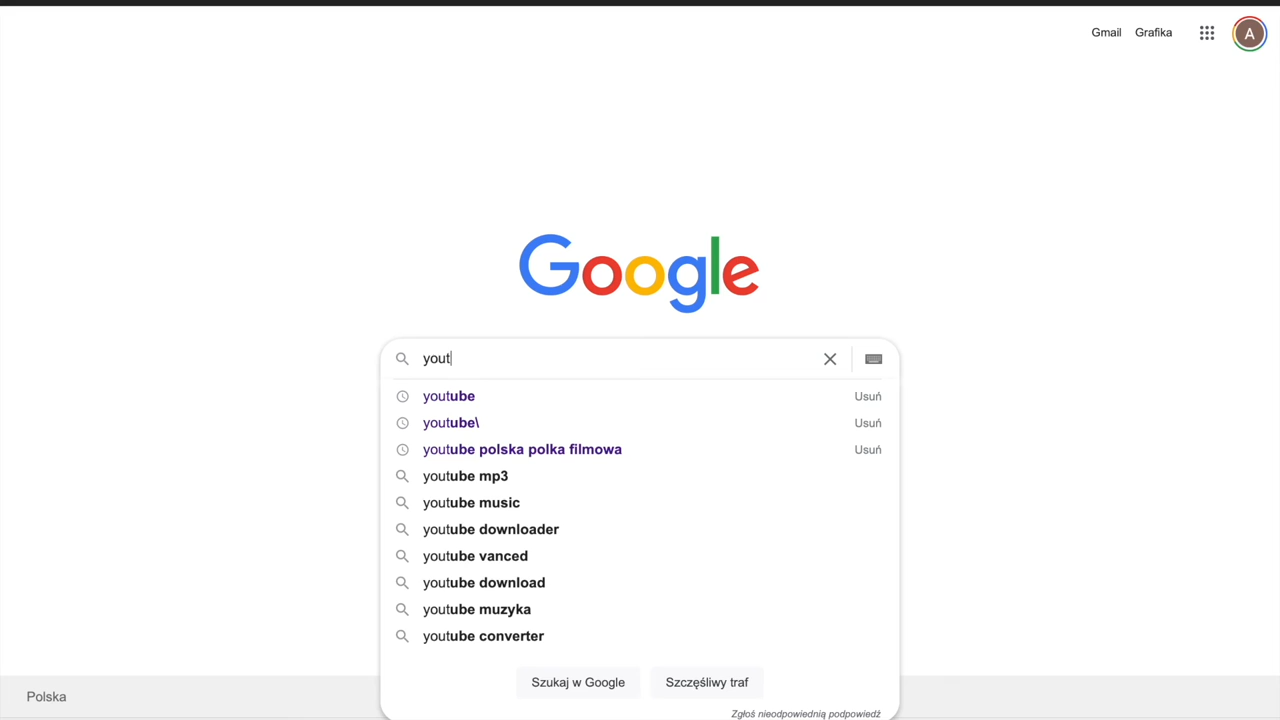 Gmail Grafika A
Google
yout
youtube Usuń
youtube\ Usuń
youtube polska polka filmowa Usuń
youtube mp3
youtube music
youtube downloader
youtube vanced
youtube download
youtube muzyka
youtube converter
Szukaj w Google Szczęśliwy traf
Polska
Zgłoś nieodpowiednią podpowiedź